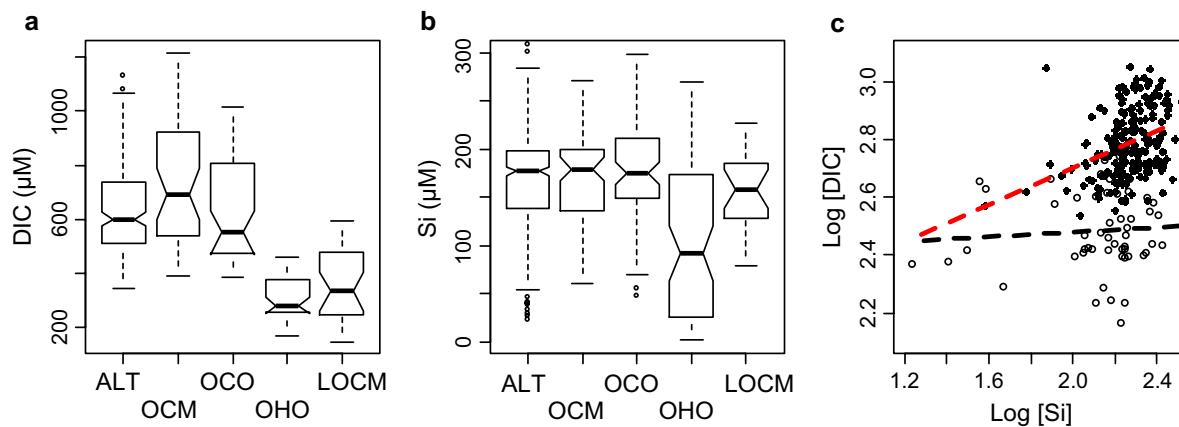 a
DIC (µM)
200
600
1000
ALT
OCM
OCO
OHO
LOCM
b
Si (µM)
0
100
200
300
ALT
OCM
OCO
OHO
LOCM
c
Log [DIC]
2.2
2.4
2.6
2.8
3.0
1.2
1.6
2.0
2.4
Log [Si]